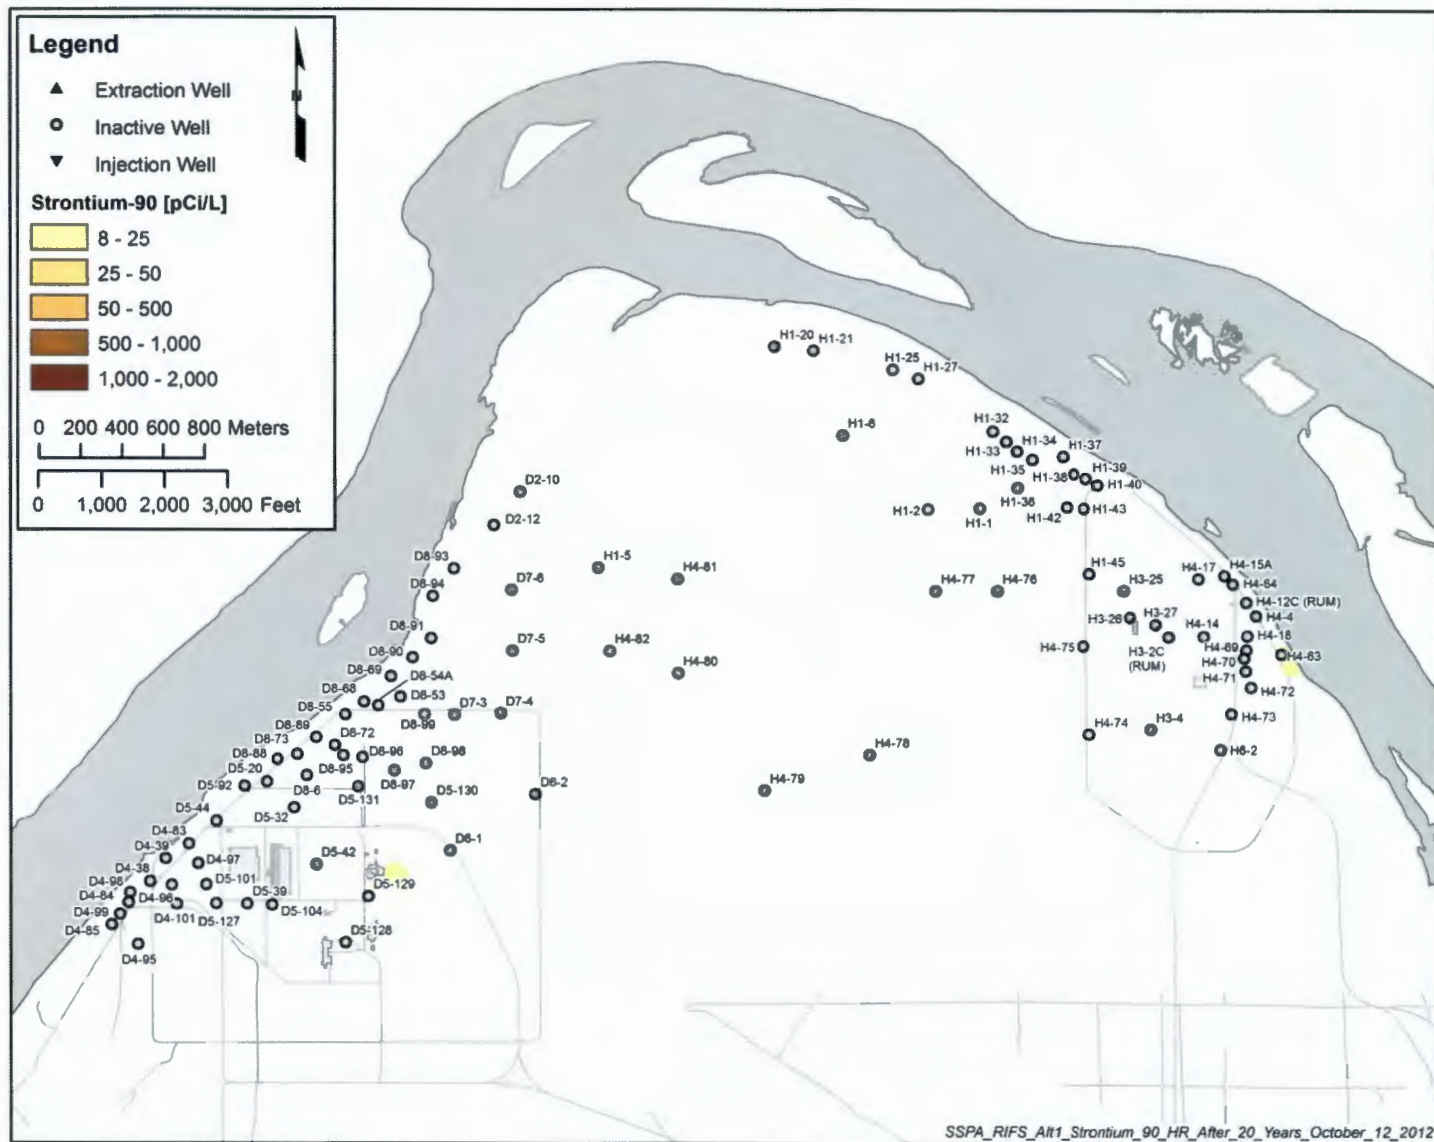 Legend
Extraction Well
Inactive Well
Injection Well
Strontium-90 [pCi/L]
8 - 25
25 - 50
50 - 500
500 - 1,000
1,000 - 2,000
0 200 400 600 800 Meters
0 1,000 2,000 3,000 Feet
N
H1-20
H1-21
H1-25
H1-27
H1-6
H1-32
H1-33
H1-34
H1-35
H1-37
H1-38
H1-39
H1-40
H1-36
H1-2
H1-1
H1-42
H1-43
D2-10
D2-12
D8-93
D8-94
H1-5
H4-81
D7-6
H4-77
H4-76
H1-45
H3-25
H4-17
H4-15A
H4-64
H4-12C (RUM)
H4-4
H3-26
H3-27
H4-14
H4-18
H3-2C
(RUM)
H4-69
H4-63
H4-70
H4-71
H4-72
H4-75
D8-91
D8-90
D7-5
H4-82
H4-80
D8-69
D8-54A
D8-68
D8-53
D8-55
D8-99
D7-3
D7-4
H4-73
H4-74
H3-4
H6-2
D8-89
D8-72
D8-73
D8-96
D8-98
D8-88
D8-95
D8-97
H4-78
H4-79
D5-20
D5-92
D8-6
D5-131
D5-130
D6-2
D5-44
D5-32
D4-83
D4-39
D4-97
D5-42
D6-1
D4-38
D5-101
D5-39
D5-129
D4-98
D4-84
D4-96
D4-99
D4-101
D5-127
D5-104
D4-85
D4-95
D5-128
SSPA_RIFS_Alt1_Strontium_90_HR_After_20_Years_October_12_2012